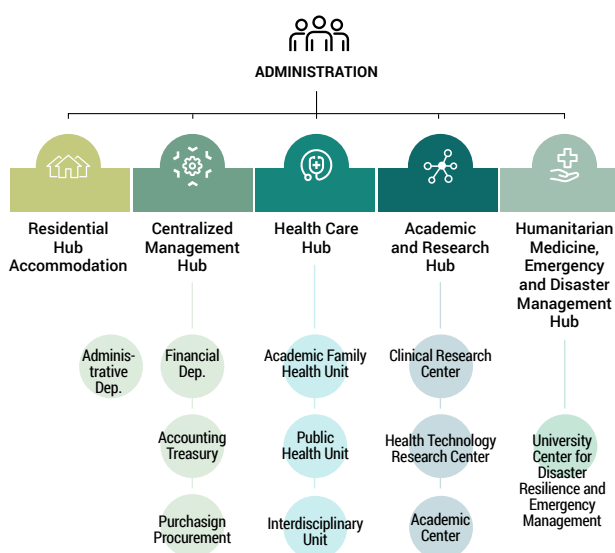 ADMINISTRATION
Residential
Hub
Accommodation
Centralized
Management
Hub
Health Care
Hub
Academic
and Research
Hub
Humanitarian
Medicine,
Emergency
and Disaster
Management
Hub
Adminis-
trative
Dep.
Financial
Dep.
Academic Family
Health Unit
Clinical Research
Center
Accounting
Treasury
Public
Health Unit
Health Technology
Research Center
University
Center for
Disaster
Resilience and
Emergency
Management
Purchasign
Procurement
Interdisciplinary
Unit
Academic
Center